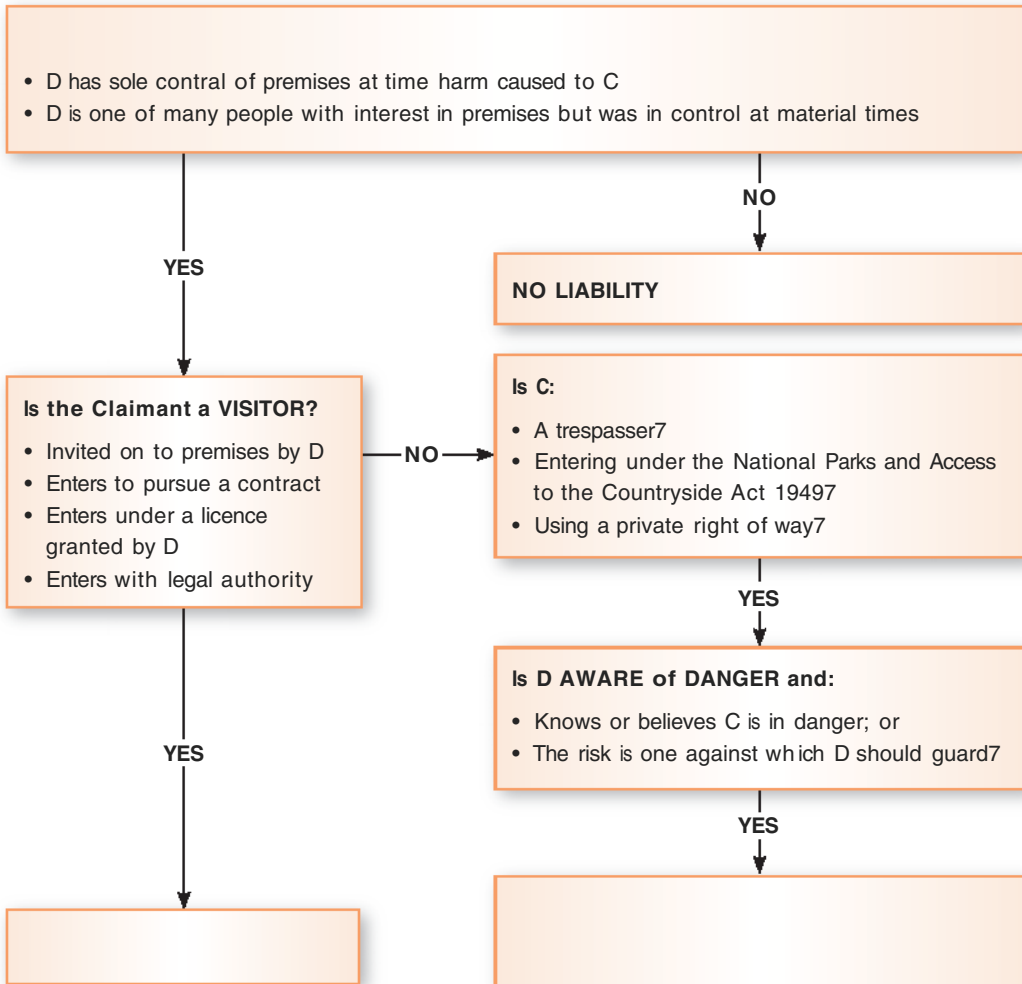 • D has sole contral of premises at time harm caused to C
• D is one of many people with interest in premises but was in control at material times
NO
YES
NO LIABILITY
Is the Claimant a VISITOR?
• Invited on to premises by D
• Enters to pursue a contract
• Enters under a licence
granted by D
• Enters with legal authority
NO
Is C:
• A trespasser7
• Entering under the National Parks and Access
to the Countryside Act 19497
• Using a private right of way7
YES
Is D AWARE of DANGER and:
• Knows or believes C is in danger; or
• The risk is one against which D should guard7
YES
YES